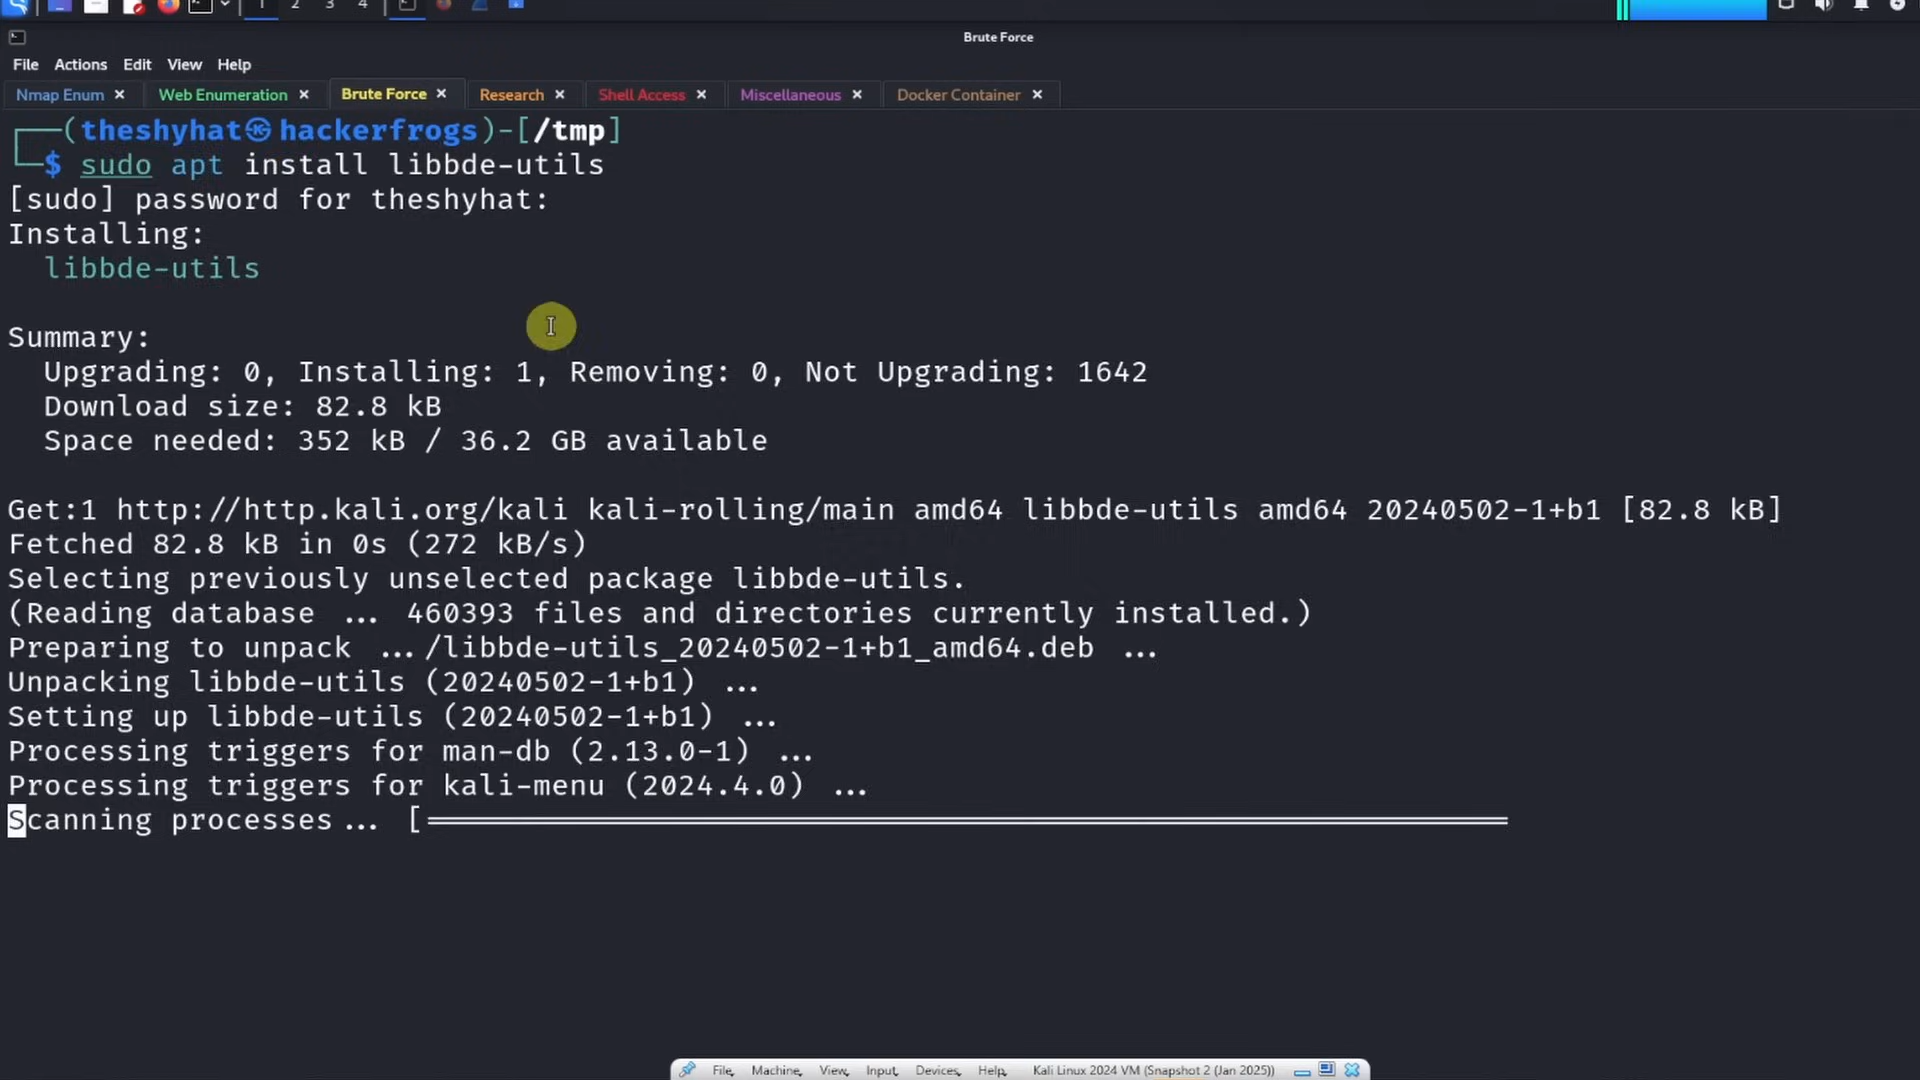 1 2 3 4
Brute Force
File Actions Edit View Help
Nmap Enum × Web Enumeration × Brute Force × Research × Shell Access × Miscellaneous × Docker Container ×
┌──(theshyhat㉿hackerfrogs)-[/tmp]
└─$ sudo apt install libbde-utils
[sudo] password for theshyhat:
Installing:
libbde-utils
Summary:
Upgrading: 0, Installing: 1, Removing: 0, Not Upgrading: 1642
Download size: 82.8 kB
Space needed: 352 kB / 36.2 GB available
Get:1 http://http.kali.org/kali kali-rolling/main amd64 libbde-utils amd64 20240502-1+b1 [82.8 kB]
Fetched 82.8 kB in 0s (272 kB/s)
Selecting previously unselected package libbde-utils.
(Reading database ... 460393 files and directories currently installed.)
Preparing to unpack .../libbde-utils_20240502-1+b1_amd64.deb ...
Unpacking libbde-utils (20240502-1+b1) ...
Setting up libbde-utils (20240502-1+b1) ...
Processing triggers for man-db (2.13.0-1) ...
Processing triggers for kali-menu (2024.4.0) ...
Scanning processes... [══════════════════════════════
File Machine View Input Devices Help Kali Linux 2024 VM (Snapshot 2 (Jan 2025))